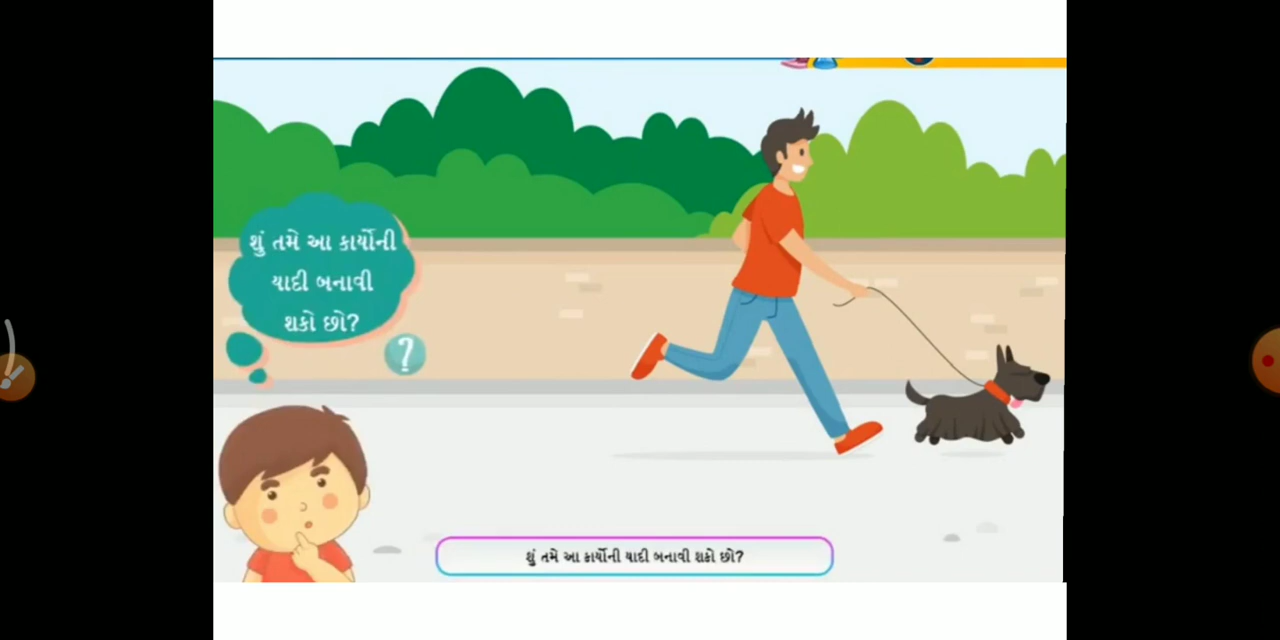 શું તમે આ કાર્યોની
યાદી બનાવી
શકો છો?
?
શું તમે આ કાર્યોની યાદી બનાવી શકો છો?